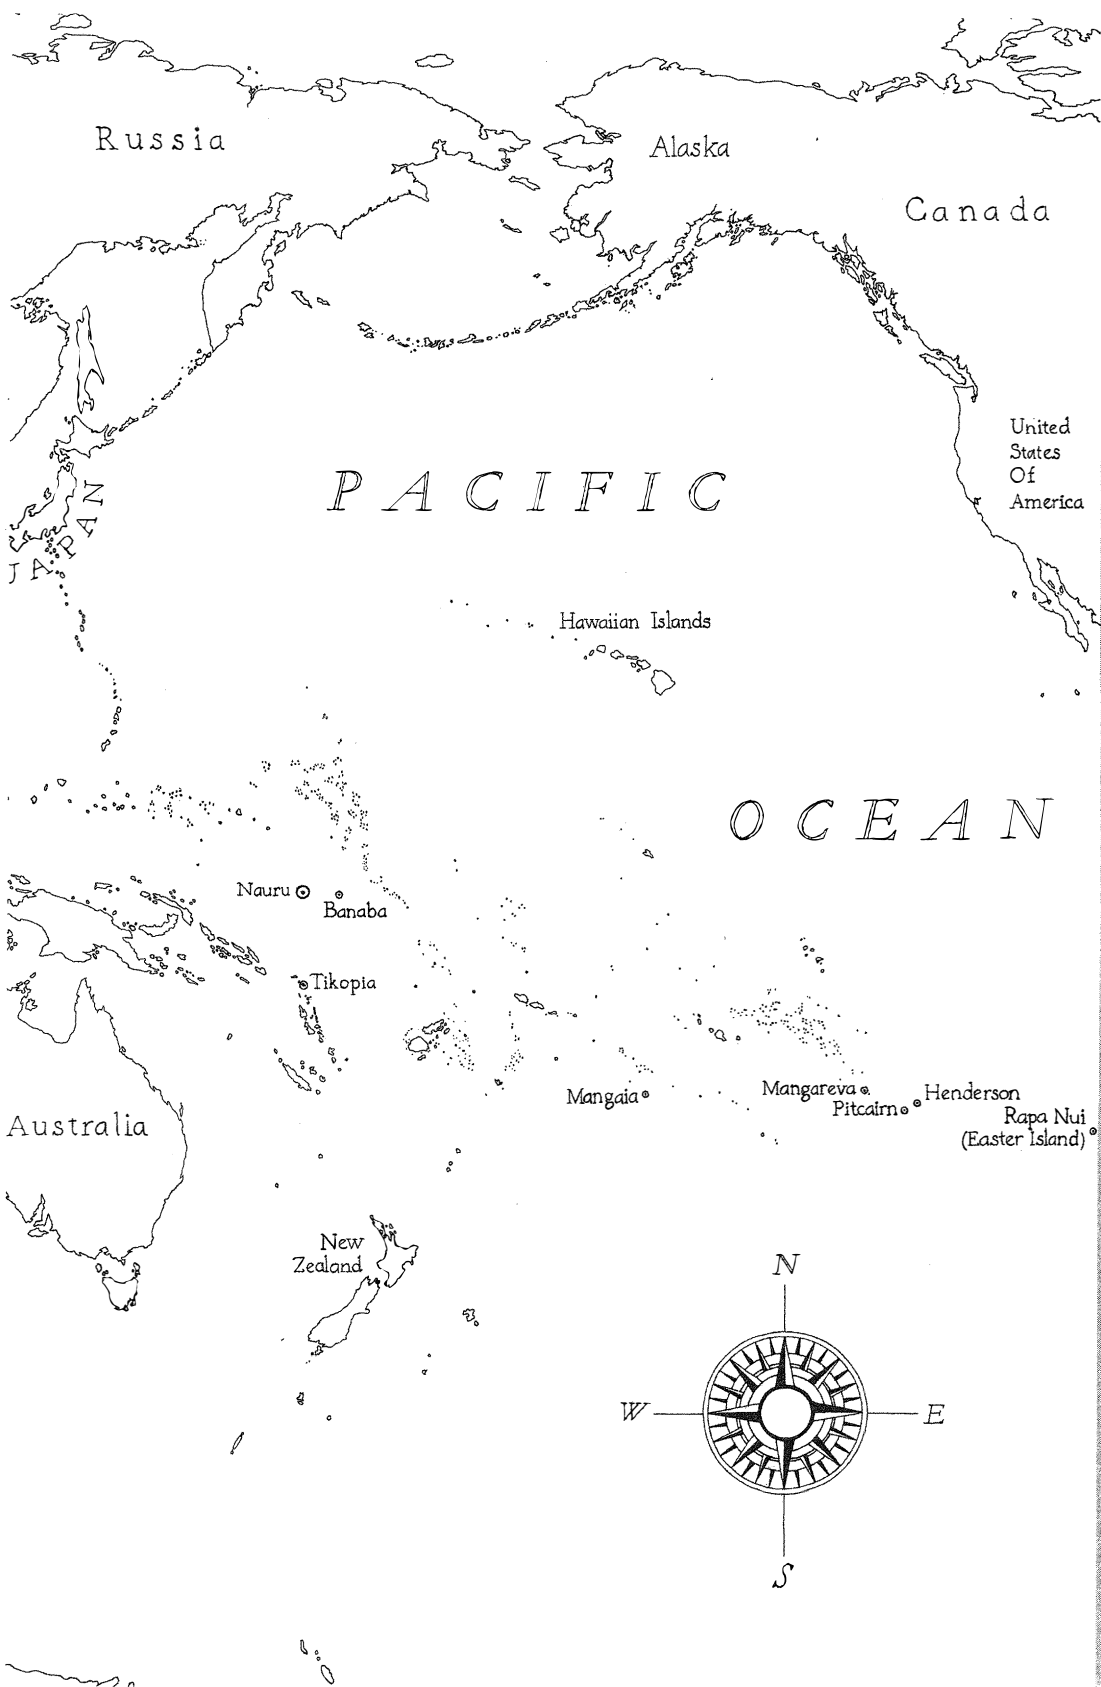 Russia
Alaska
Canada
United
States
Of
America
PACIFIC
JAPAN
Hawaiian Islands
OCEAN
Nauru
Banaba
Tikopia
Mangaia
Mangareva
Pitcairn
Henderson
Rapa Nui
(Easter Island)
Australia
New
Zealand
N
W
E
S